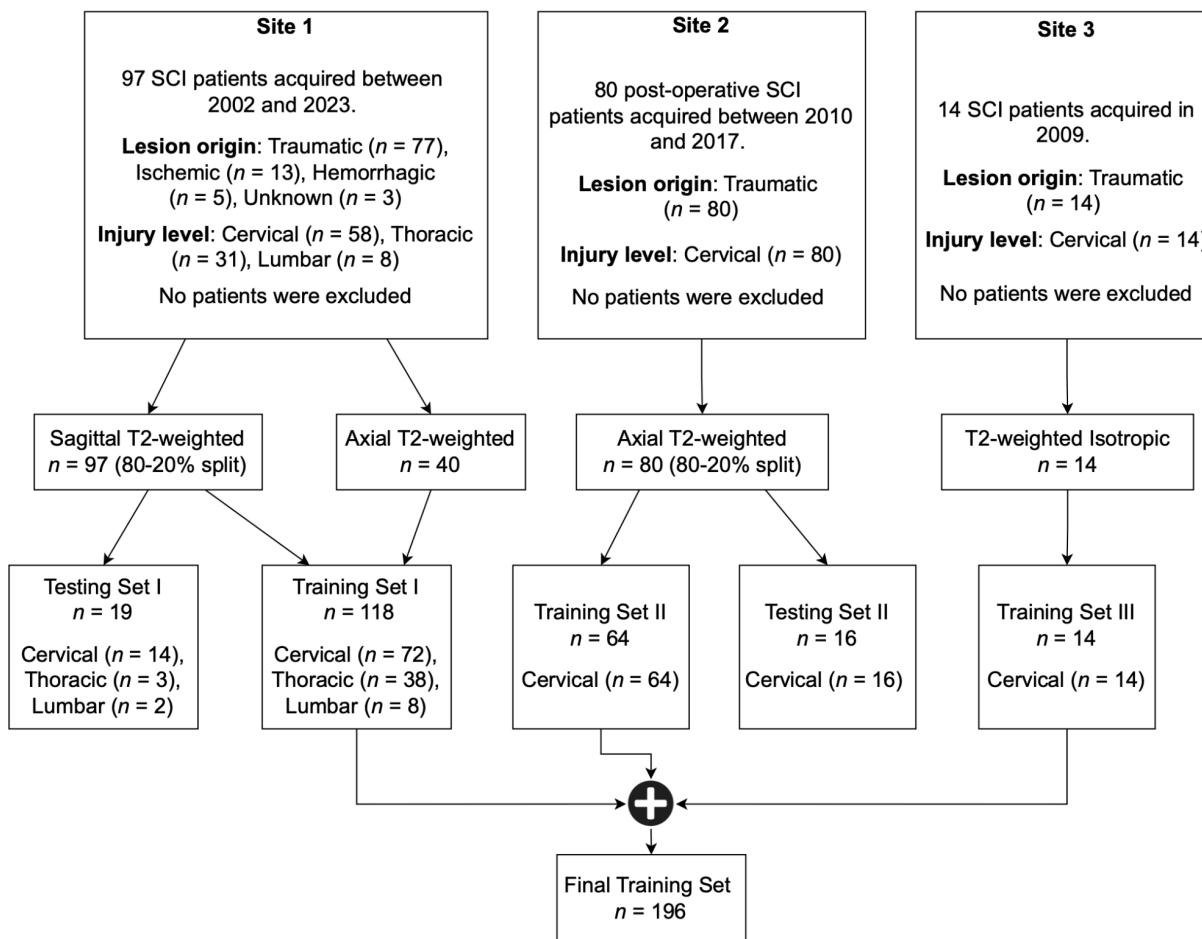 Site 1
97 SCI patients acquired between
2002 and 2023.
Lesion origin: Traumatic (n = 77),
Ischemic (n = 13), Hemorrhagic
(n = 5), Unknown (n = 3)
Injury level: Cervical (n = 58), Thoracic
(n = 31), Lumbar (n = 8)
No patients were excluded
Site 2
80 post-operative SCI
patients acquired between 2010
and 2017.
Lesion origin: Traumatic
(n = 80)
Injury level: Cervical (n = 80)
No patients were excluded
Site 3
14 SCI patients acquired in
2009.
Lesion origin: Traumatic
(n = 14)
Injury level: Cervical (n = 14)
No patients were excluded
Sagittal T2-weighted
n = 97 (80-20% split)
Axial T2-weighted
n = 40
Axial T2-weighted
n = 80 (80-20% split)
T2-weighted Isotropic
n = 14
Testing Set I
n = 19
Cervical (n = 14),
Thoracic (n = 3),
Lumbar (n = 2)
Training Set I
n = 118
Cervical (n = 72),
Thoracic (n = 38),
Lumbar (n = 8)
Training Set II
n = 64
Cervical (n = 64)
Testing Set II
n = 16
Cervical (n = 16)
Training Set III
n = 14
Cervical (n = 14)
Final Training Set
n = 196